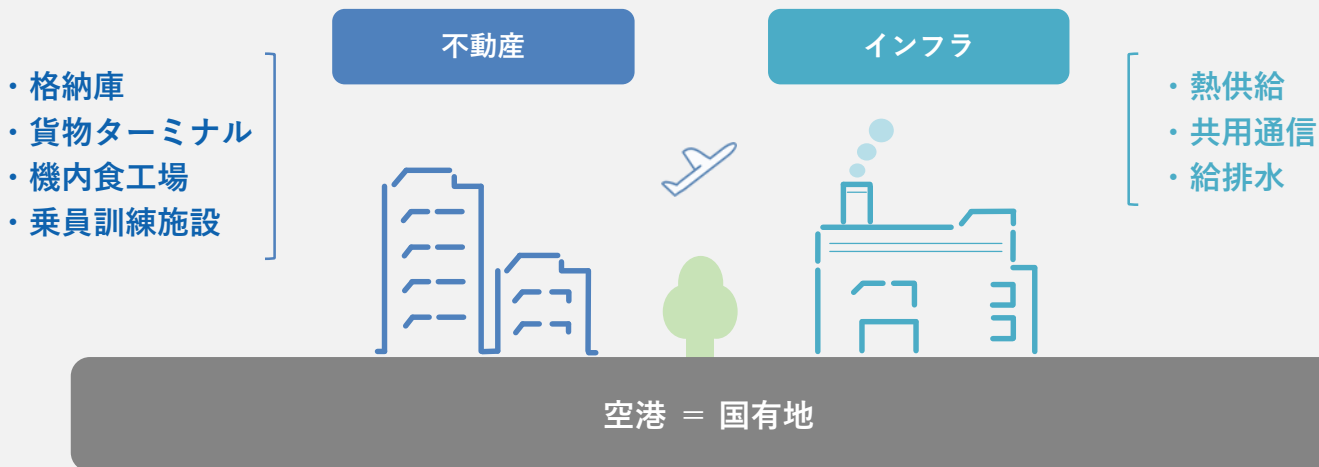 不動産
インフラ
・格納庫
・貨物ターミナル
・機内食工場
・乗員訓練施設
・熱供給
・共用通信
・給排水
空港 ＝ 国有地